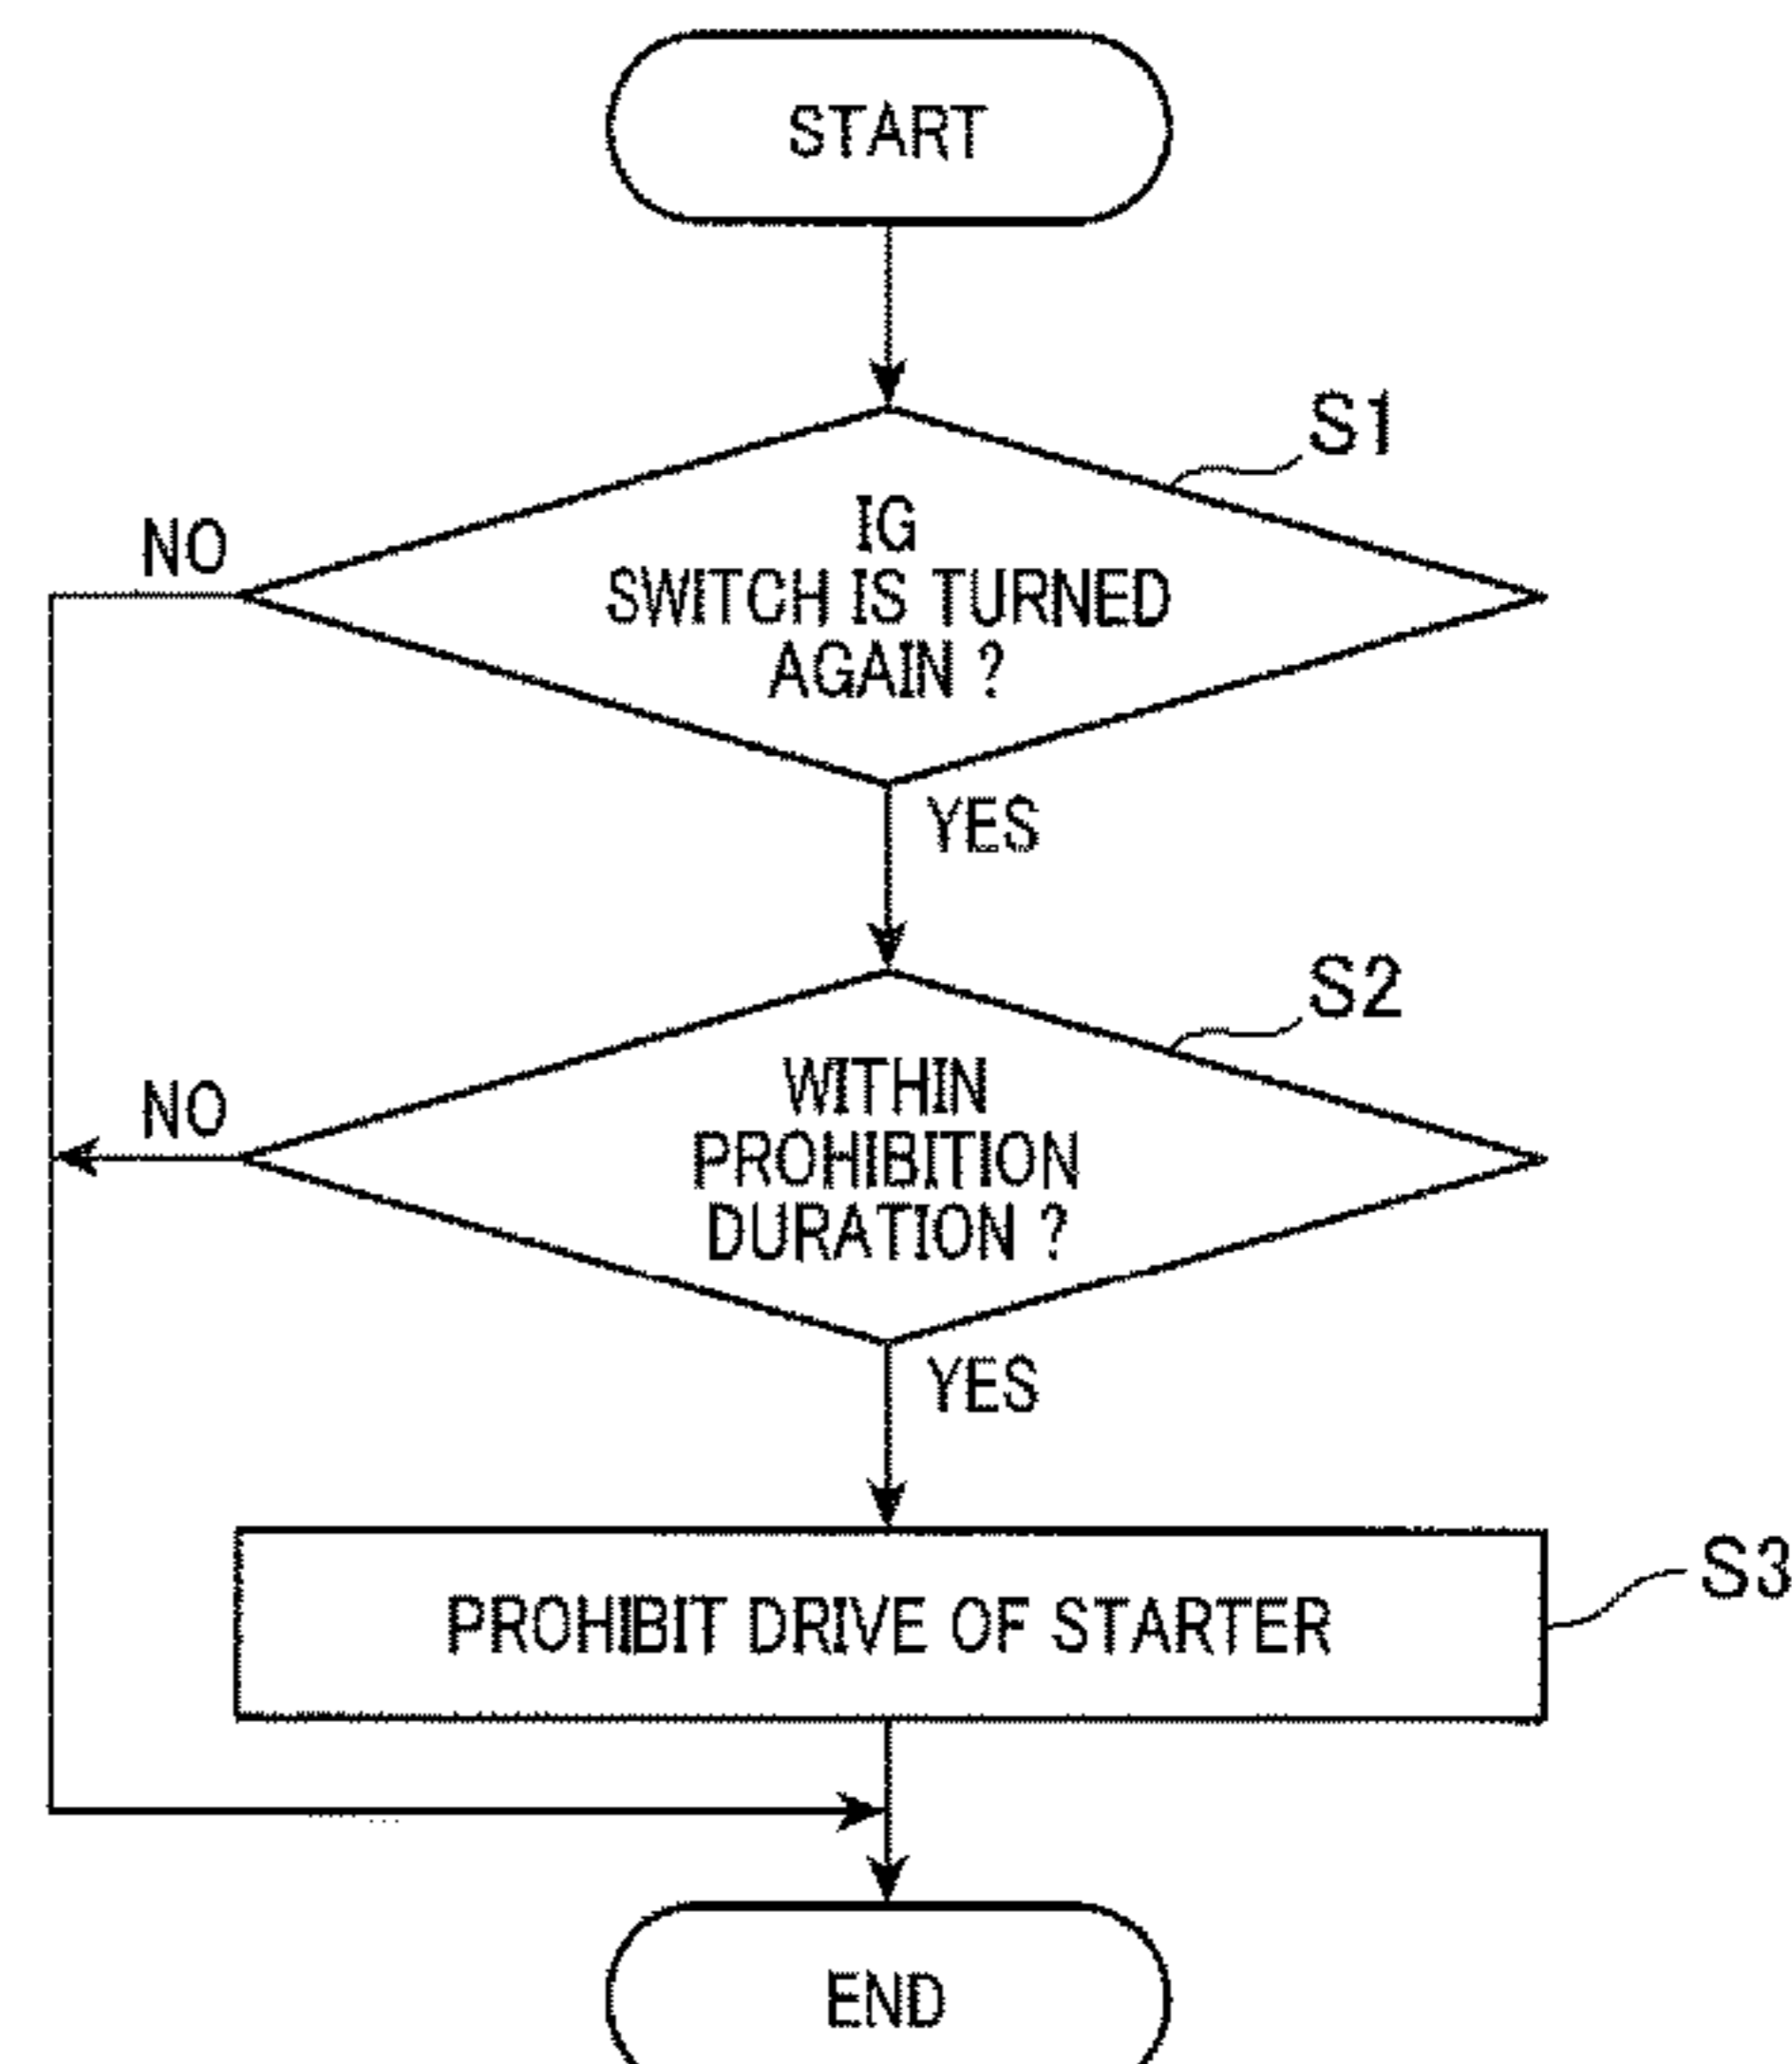 START
S1
IG
SWITCH IS TURNED
AGAIN ?
NO
YES
S2
WITHIN
PROHIBITION
DURATION ?
NO
YES
PROHIBIT DRIVE OF STARTER
S3
END